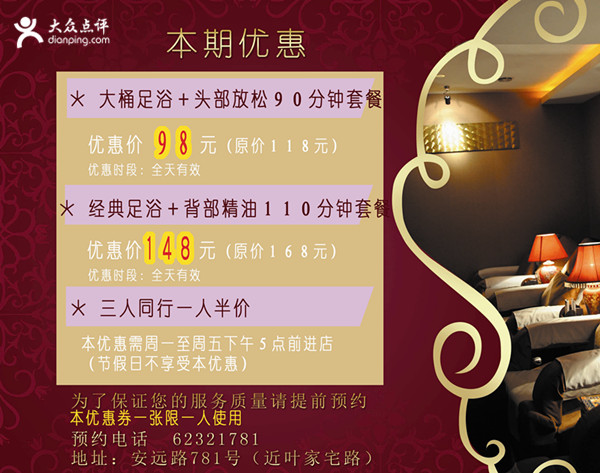 大众点评
dianping.com
本期优惠
* 大桶足浴+头部放松90分钟套餐
优惠价 98 元(原价118元)
优惠时段:全天有效
* 经典足浴+背部精油110分钟套餐
优惠价148元(原价168元)
优惠时段:全天有效
* 三人同行一人半价
本优惠需周一至周五下午5点前进店
(节假日不享受本优惠)
为了保证您的服务质量请提前预约
本优惠券一张限一人使用
预约电话 62321781
地址:安远路781号(近叶家宅路)